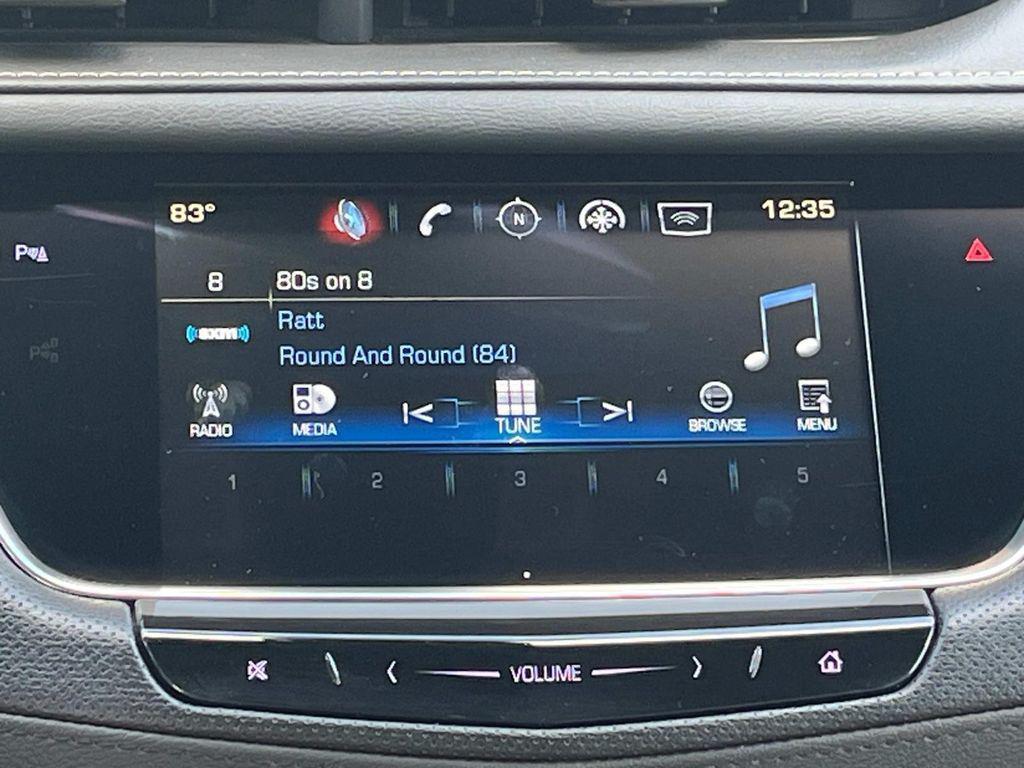 83°
N
12:35
P
8
80s on 8
Ratt
((SXM))
Round And Round (84)
P
RADIO
MEDIA
TUNE
BROWSE
MENU
1 2 3 4 5
VOLUME